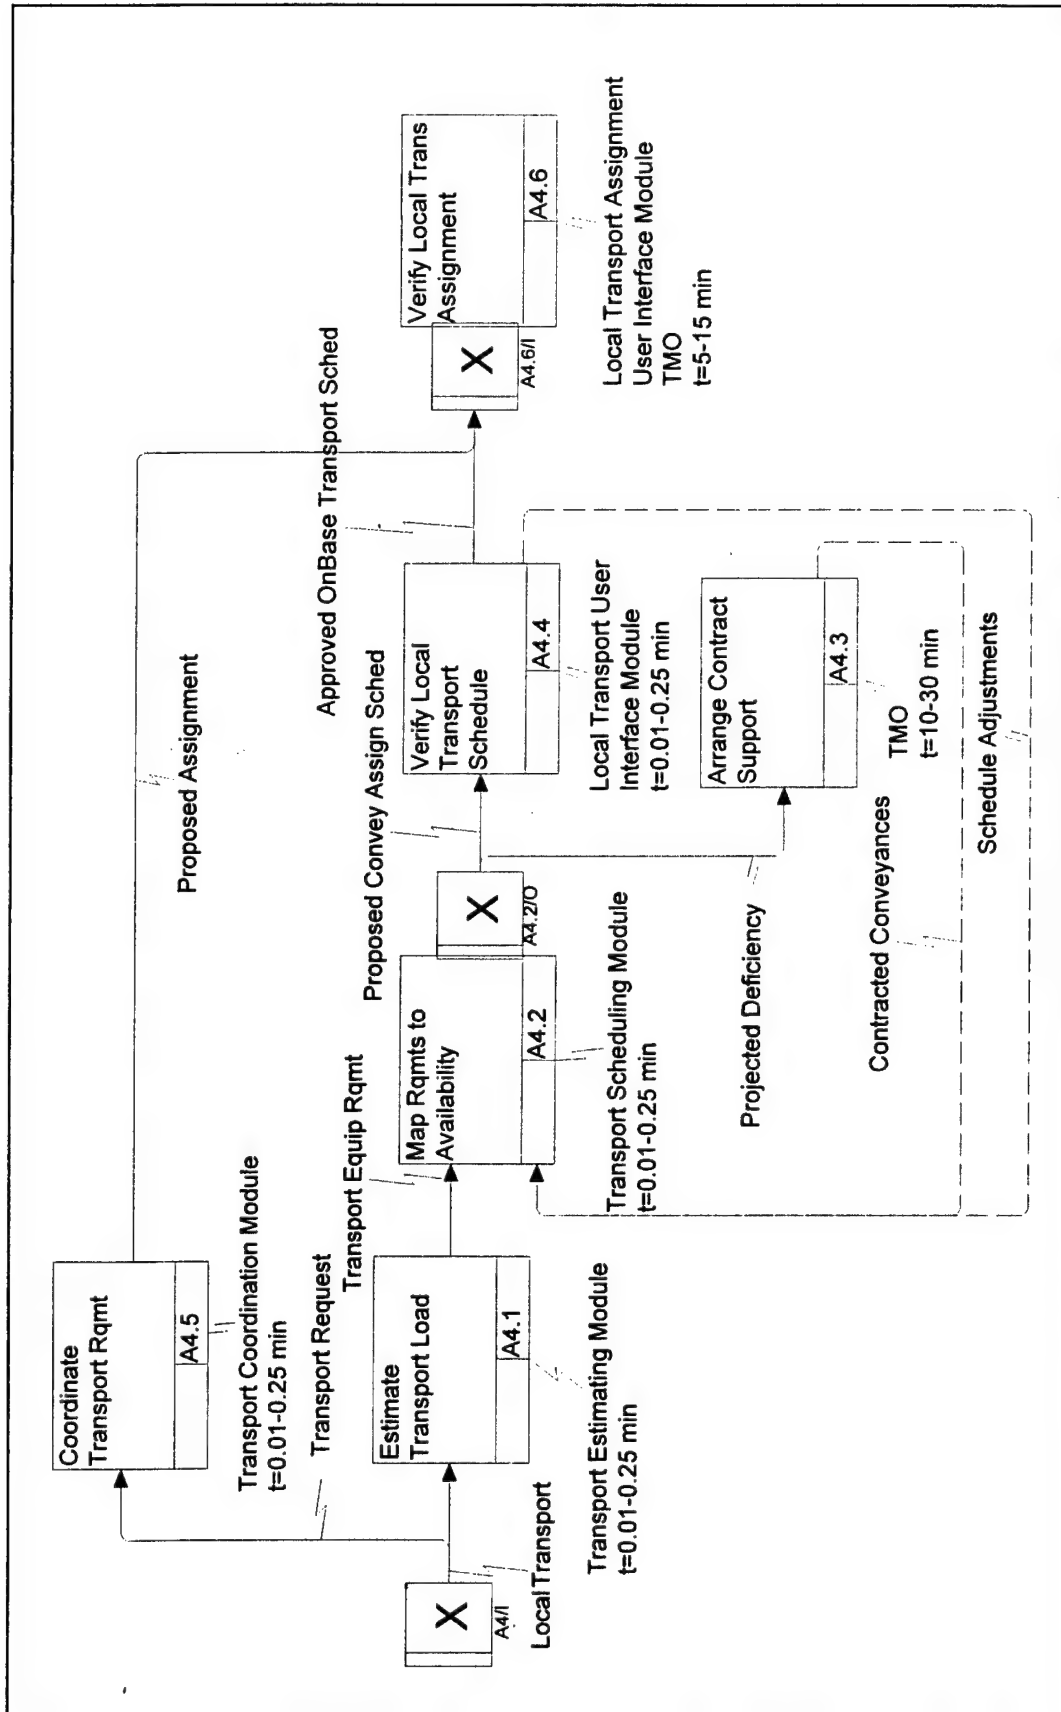 Coordinate
Transport Rqmt
A4.5
Transport Coordination Module
t=0.01-0.25 min
Proposed Assignment
Transport Request
X
A4/I
Local Transport
Estimate
Transport Load
A4.1
Transport Estimating Module
t=0.01-0.25 min
Transport Equip Rqmt
Map Rqmts to
Availability
A4.2
Transport Scheduling Module
t=0.01-0.25 min
X
A4.2/O
Proposed Convey Assign Sched
Verify Local
Transport
Schedule
A4.4
Local Transport User
Interface Module
t=0.01-0.25 min
Approved OnBase Transport Sched
X
A4.6/I
Verify Local Trans
Assignment
A4.6
Local Transport Assignment
User Interface Module
TMO
t=5-15 min
Projected Deficiency
Arrange Contract
Support
A4.3
TMO
t=10-30 min
Contracted Conveyances
Schedule Adjustments